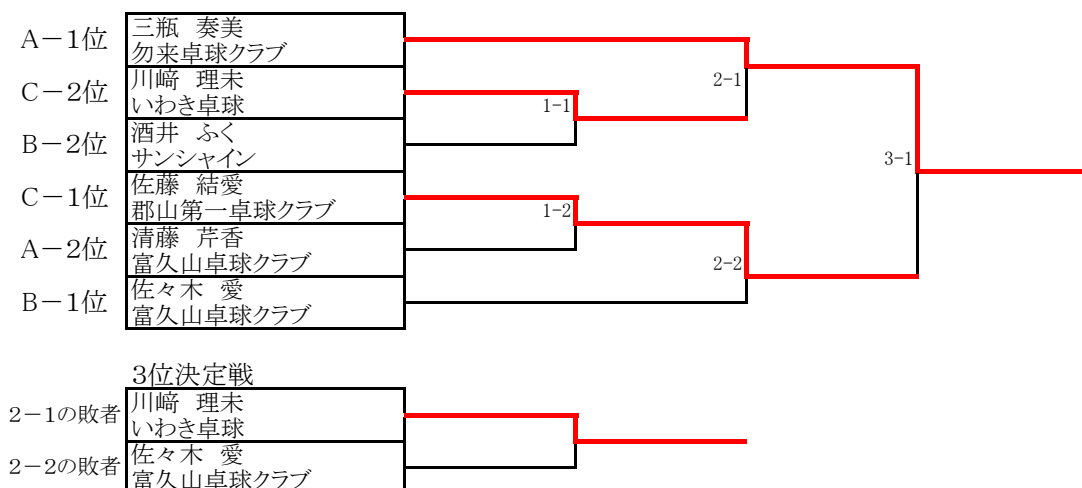 A－1位
三瓶　奏美
勿来卓球クラブ
C－2位
川﨑　理未
いわき卓球
B－2位
酒井　ふく
サンシャイン
C－1位
佐藤　結愛
郡山第一卓球クラブ
A－2位
清藤　芹香
富久山卓球クラブ
B－1位
佐々木　愛
富久山卓球クラブ
1-1
1-2
2-1
2-2
3-1
3位決定戦
2－1の敗者
川﨑　理未
いわき卓球
2－2の敗者
佐々木　愛
富久山卓球クラブ